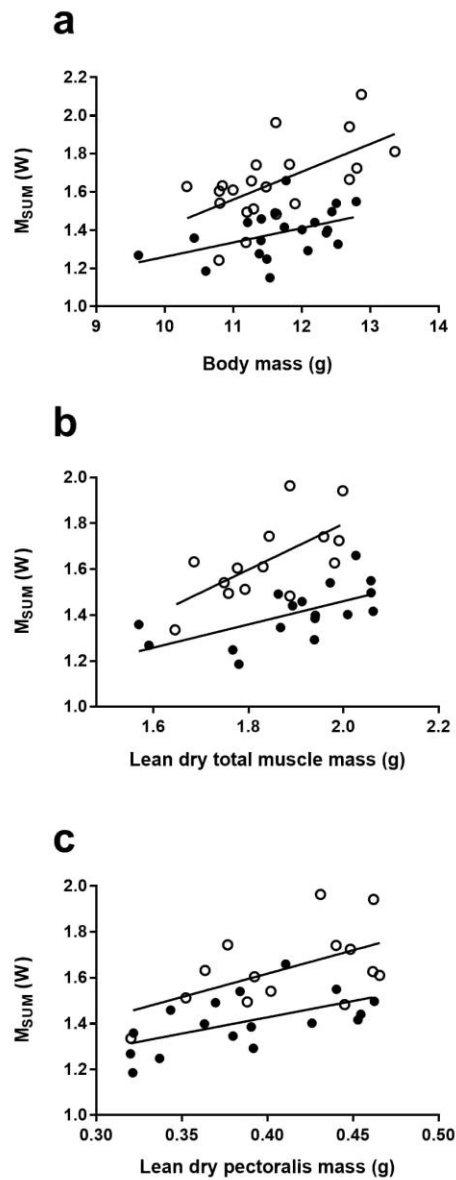 a
2.2
2.0
1.8
1.6
1.4
1.2
1.0
MSUM (W)
9 10 11 12 13 14
Body mass (g)
b
2.0
1.8
1.6
1.4
1.2
1.0
MSUM (W)
1.6 1.8 2.0 2.2
Lean dry total muscle mass (g)
c
2.0
1.8
1.6
1.4
1.2
1.0
MSUM (W)
0.30 0.35 0.40 0.45 0.50
Lean dry pectoralis mass (g)